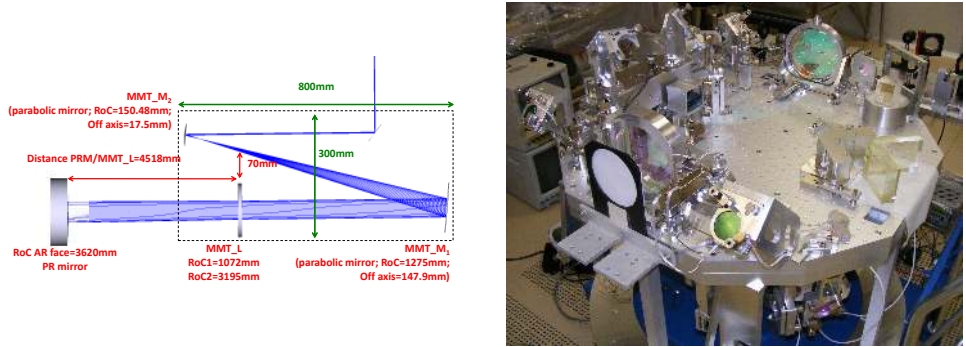 MMT_M2
(parabolic mirror; RoC=150.48mm;
Off axis=17.5mm)
800mm
300mm
Distance PRM/MMT_L=4518mm
70mm
RoC AR face=3620mm
PR mirror
MMT_L
RoC1=1072mm
RoC2=3195mm
MMT_M1
(parabolic mirror; RoC=1275mm;
Off axis=147.9mm)